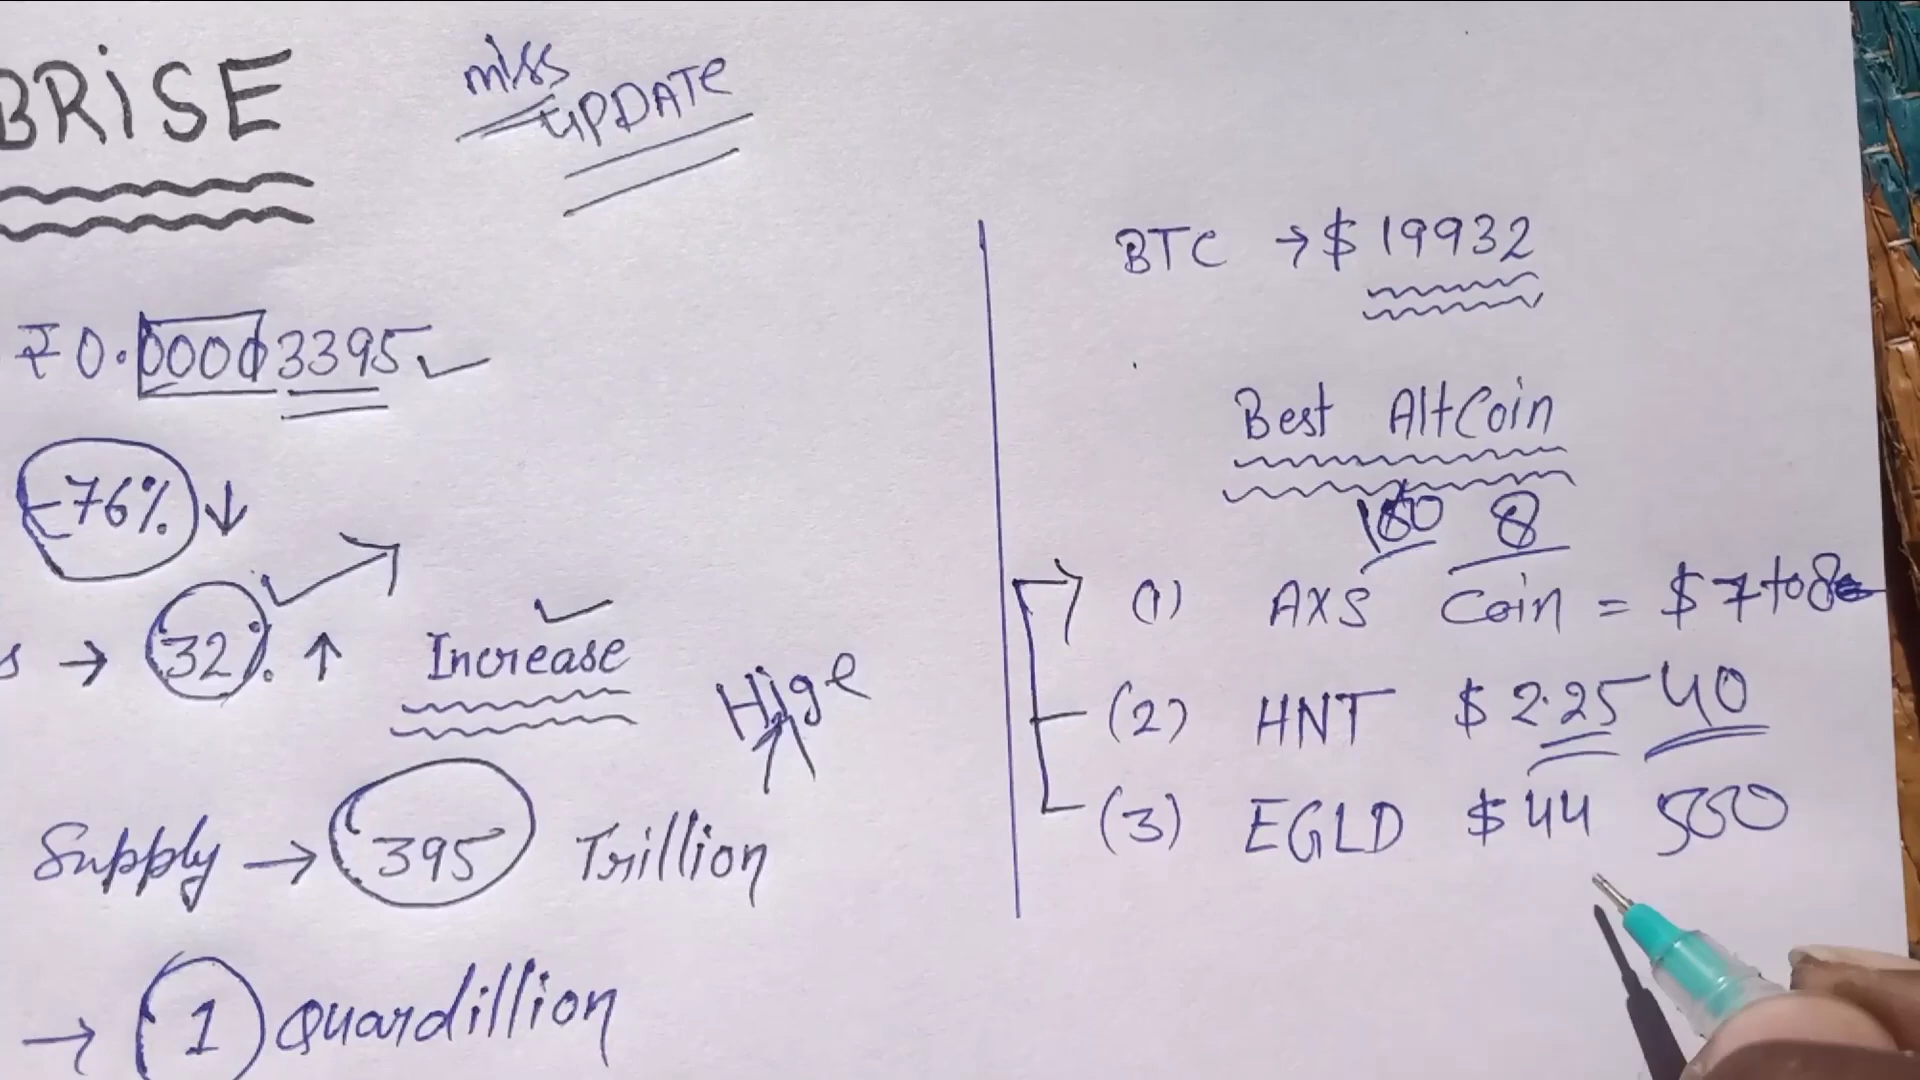 BRISE
miss
UPDATE
₹0.00003395
-76% ↓
→ 32% ↑ Increase
Hige
Supply → 395 Trillion
→ 1 Quardillion
BTC → $ 19932
Best AltCoin
8
(1) AXS Coin = $ 7 to 8
(2) HNT $ 2.25 40
(3) EGLD $ 44 550